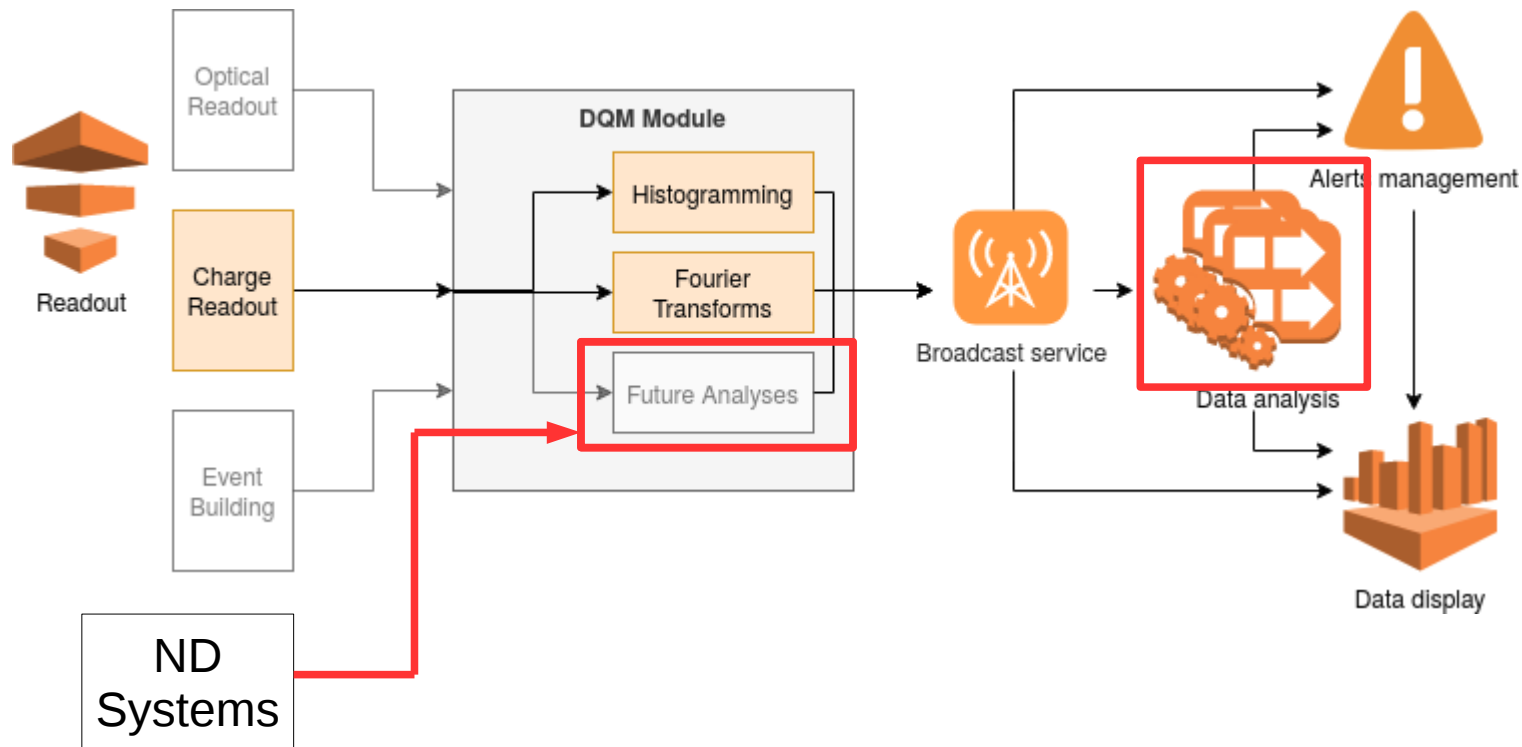 Optical
Readout
DQM Module
Histogramming
Alerts management
Readout
Charge
Readout
Fourier
Transforms
Broadcast service
Future Analyses
Data analysis
Event
Building
Data display
ND
Systems